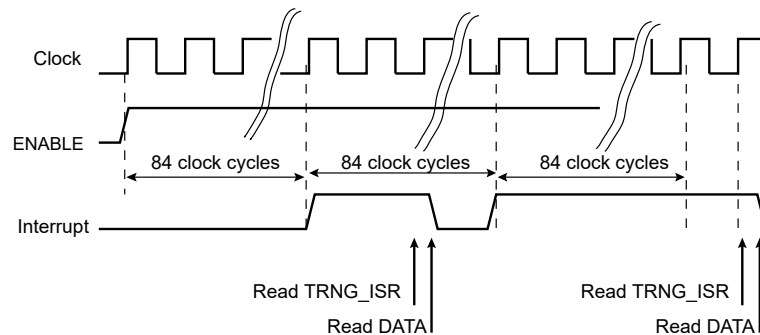 Clock
ENABLE
84 clock cycles 84 clock cycles 84 clock cycles
Interrupt
Read TRNG_ISR Read TRNG_ISR
Read DATA Read DATA